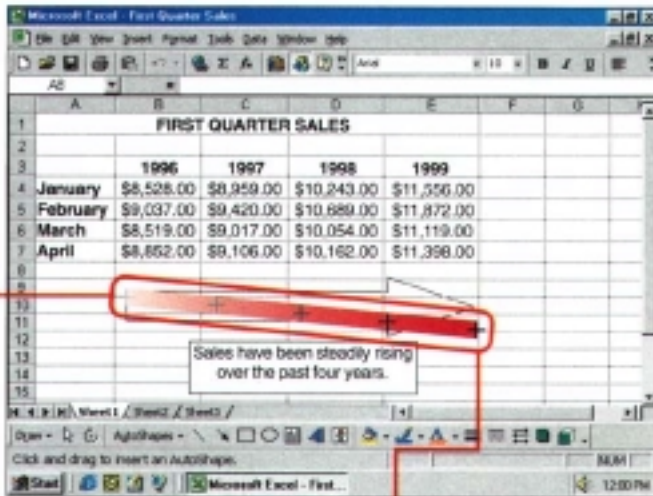 Microsoft Excel - First Quarter Sales
File Edit View Insert Format Tools Data Window Help
Arial 10 B I U
A8 =
A B C D E F G
1 FIRST QUARTER SALES
2
3 1996 1997 1998 1999
4 January $8,528.00 $8,959.00 $10,243.00 $11,556.00
5 February $9,037.00 $9,420.00 $10,689.00 $11,872.00
6 March $8,519.00 $9,017.00 $10,054.00 $11,119.00
7 April $8,852.00 $9,106.00 $10,162.00 $11,398.00
8
9
10
11
12
13 Sales have been steadily rising
14 over the past four years.
15
Sheet1 / Sheet2 / Sheet3 /
Draw AutoShapes
Click and drag to insert an AutoShape. NUM
Start Microsoft Excel - First... 12:00 PM